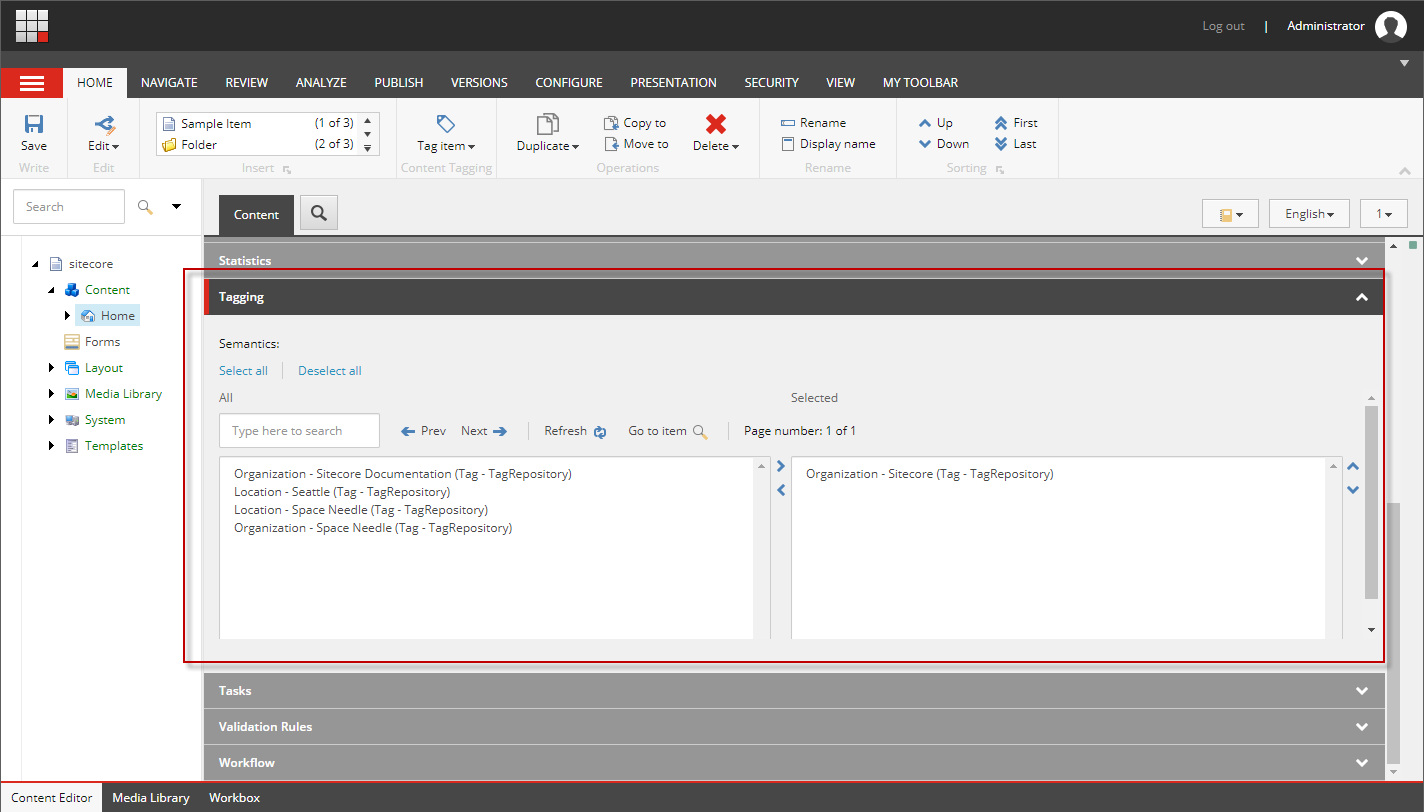 Log out | Administrator
HOME NAVIGATE REVIEW ANALYZE PUBLISH VERSIONS CONFIGURE PRESENTATION SECURITY VIEW MY TOOLBAR
Sample Item (1 of 3)
Folder (2 of 3)
Save
Edit
Tag item
Duplicate
Copy to
Move to
Delete
Rename
Display name
Up
Down
First
Last
Write Edit Insert Content Tagging Operations Rename Sorting
Search
Content
English
1
sitecore
Content
Home
Forms
Layout
Media Library
System
Templates
Statistics
Tagging
Semantics:
Select all Deselect all
All Selected
Type here to search Prev Next Refresh Go to item Page number: 1 of 1
Organization - Sitecore Documentation (Tag - TagRepository)
Location - Seattle (Tag - TagRepository)
Location - Space Needle (Tag - TagRepository)
Organization - Space Needle (Tag - TagRepository)
Organization - Sitecore (Tag - TagRepository)
Tasks
Validation Rules
Workflow
Content Editor Media Library Workbox